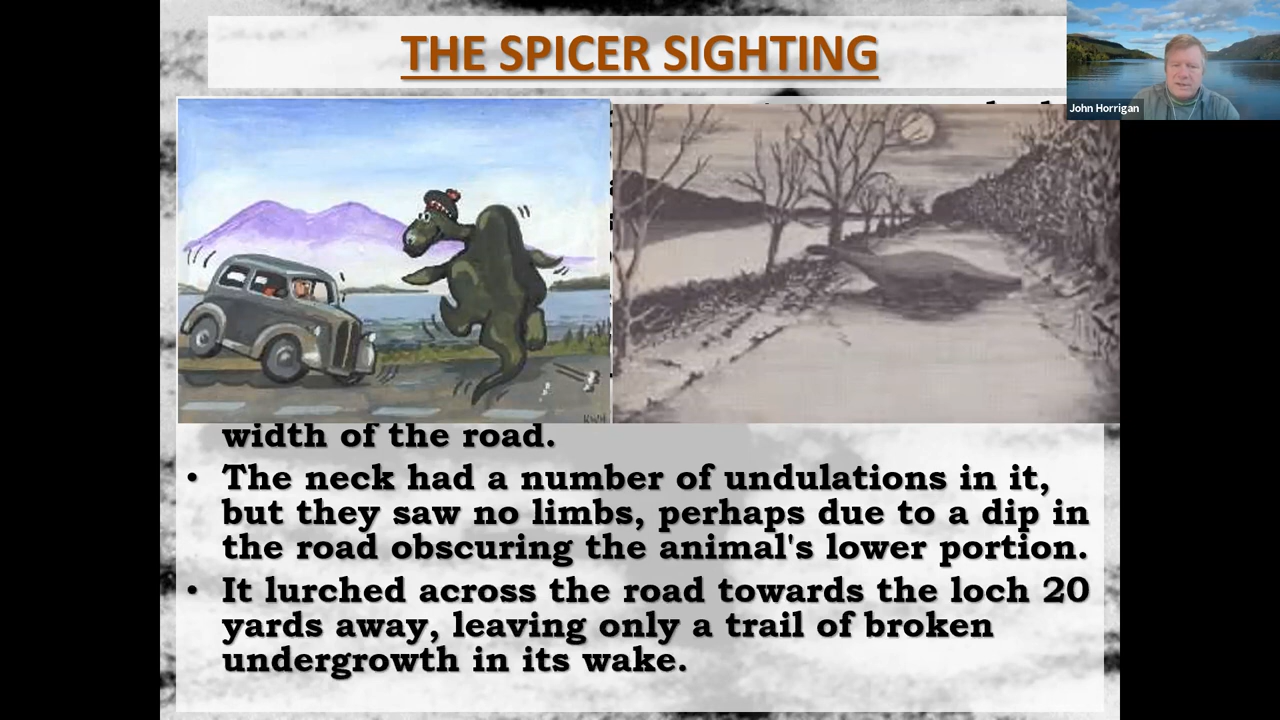 THE SPICER SIGHTING
John Horrigan
width of the road.
• The neck had a number of undulations in it,
but they saw no limbs, perhaps due to a dip in
the road obscuring the animal's lower portion.
• It lurched across the road towards the loch 20
yards away, leaving only a trail of broken
undergrowth in its wake.